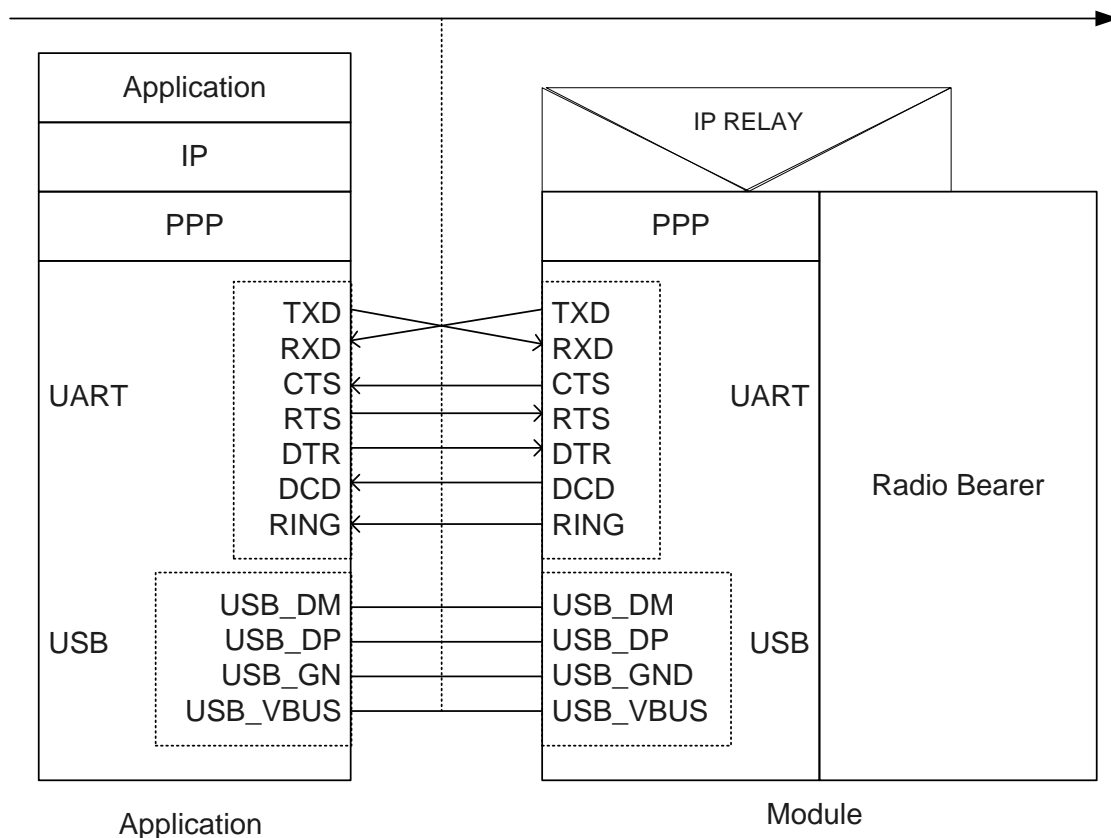 Application
IP
PPP
TXD
RXD
CTS
RTS
DTR
DCD
RING
UART
USB_DM
USB_DP
USB_GN
USB_VBUS
USB
Application
IP RELAY
PPP
TXD
RXD
CTS
RTS
DTR
DCD
RING
UART
USB_DM
USB_DP
USB_GND
USB_VBUS
USB
Radio Bearer
Module